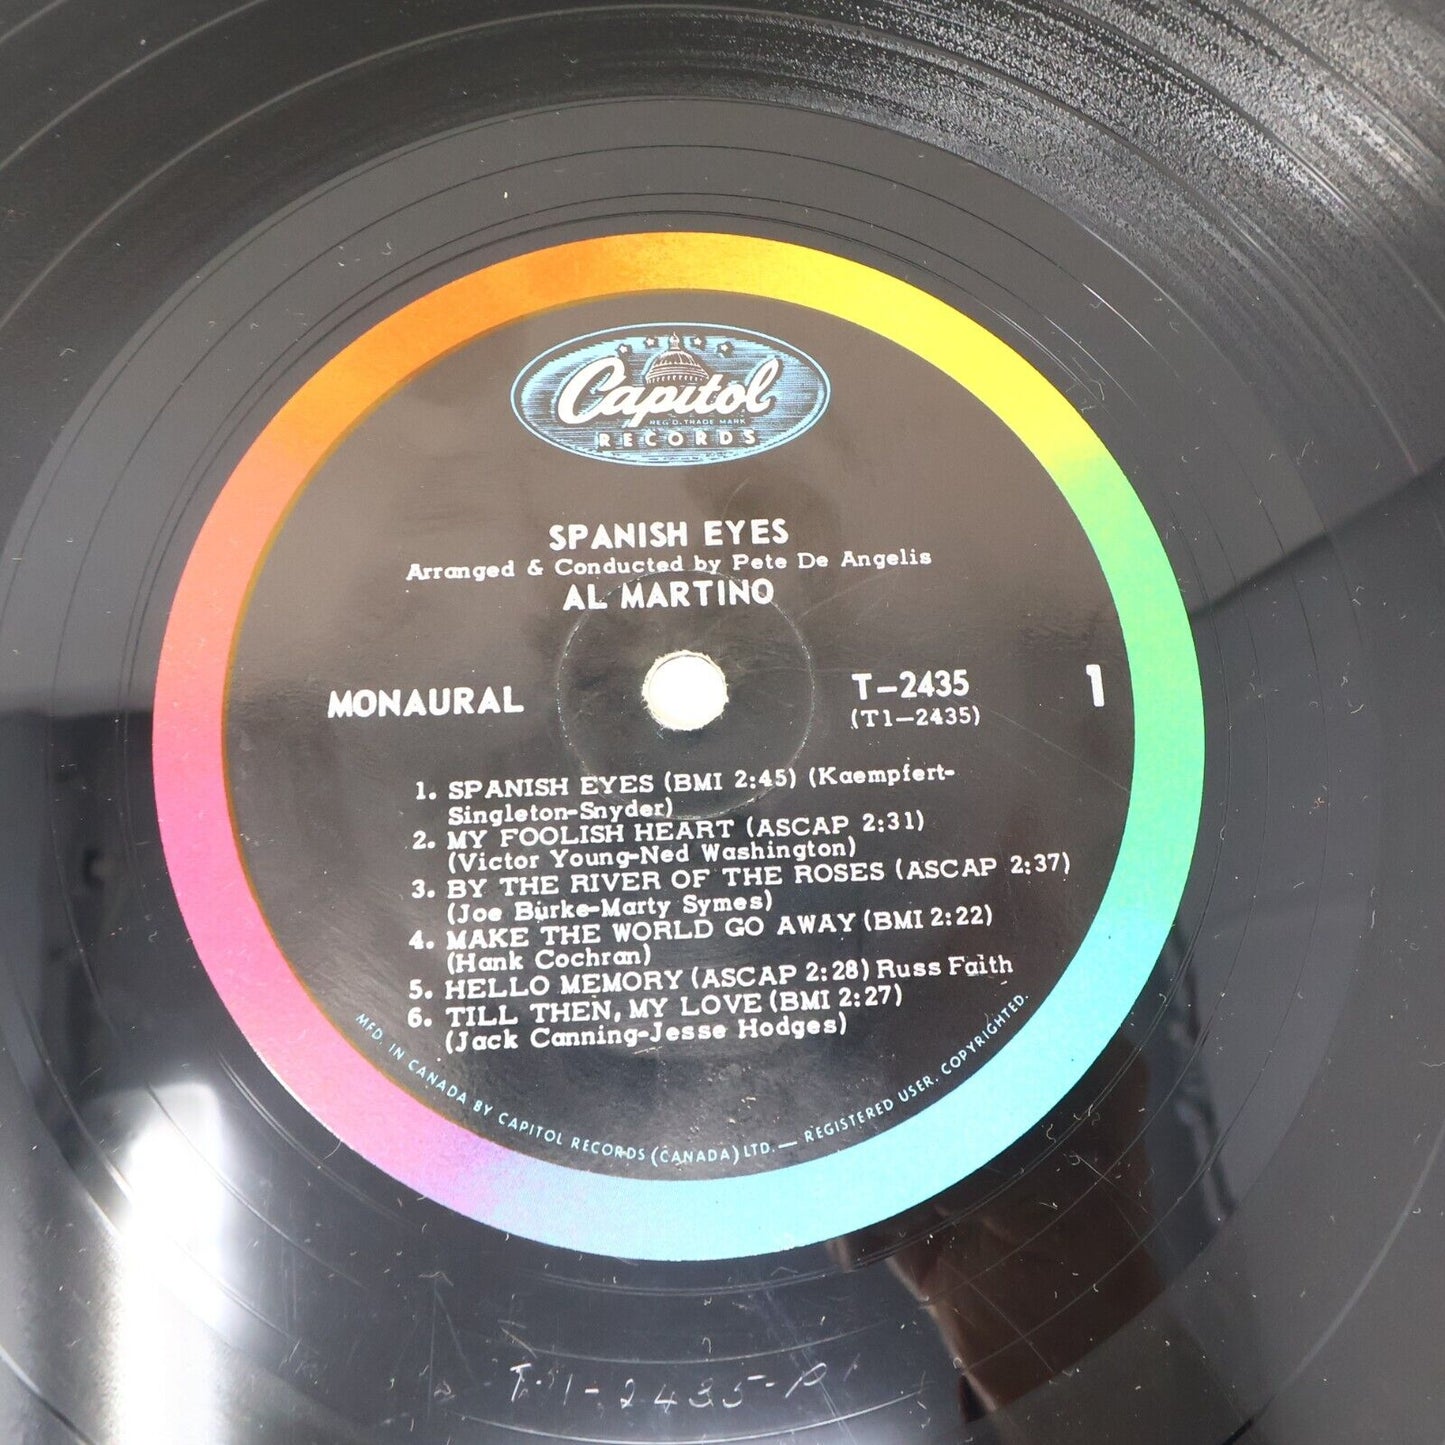 Capitol
REG'D. TRADE MARK
RECORDS
SPANISH EYES
Arranged & Conducted by Pete De Angelis
AL MARTINO
MONAURAL
T-2435
(T1-2435)
1
1. SPANISH EYES (BMI 2:45) (Kaempfert-
Singleton-Snyder)
2. MY FOOLISH HEART (ASCAP 2:31)
(Victor Young-Ned Washington)
3. BY THE RIVER OF THE ROSES (ASCAP 2:37)
(Joe Burke-Marty Symes)
4. MAKE THE WORLD GO AWAY (BMI 2:22)
(Hank Cochran)
5. HELLO MEMORY (ASCAP 2:28) Russ Faith
6. TILL THEN, MY LOVE (BMI 2:27)
(Jack Canning-Jesse Hodges)
MFD. IN CANADA BY CAPITOL RECORDS (CANADA) LTD. — REGISTERED USER. COPYRIGHTED.
T-1-2435-P